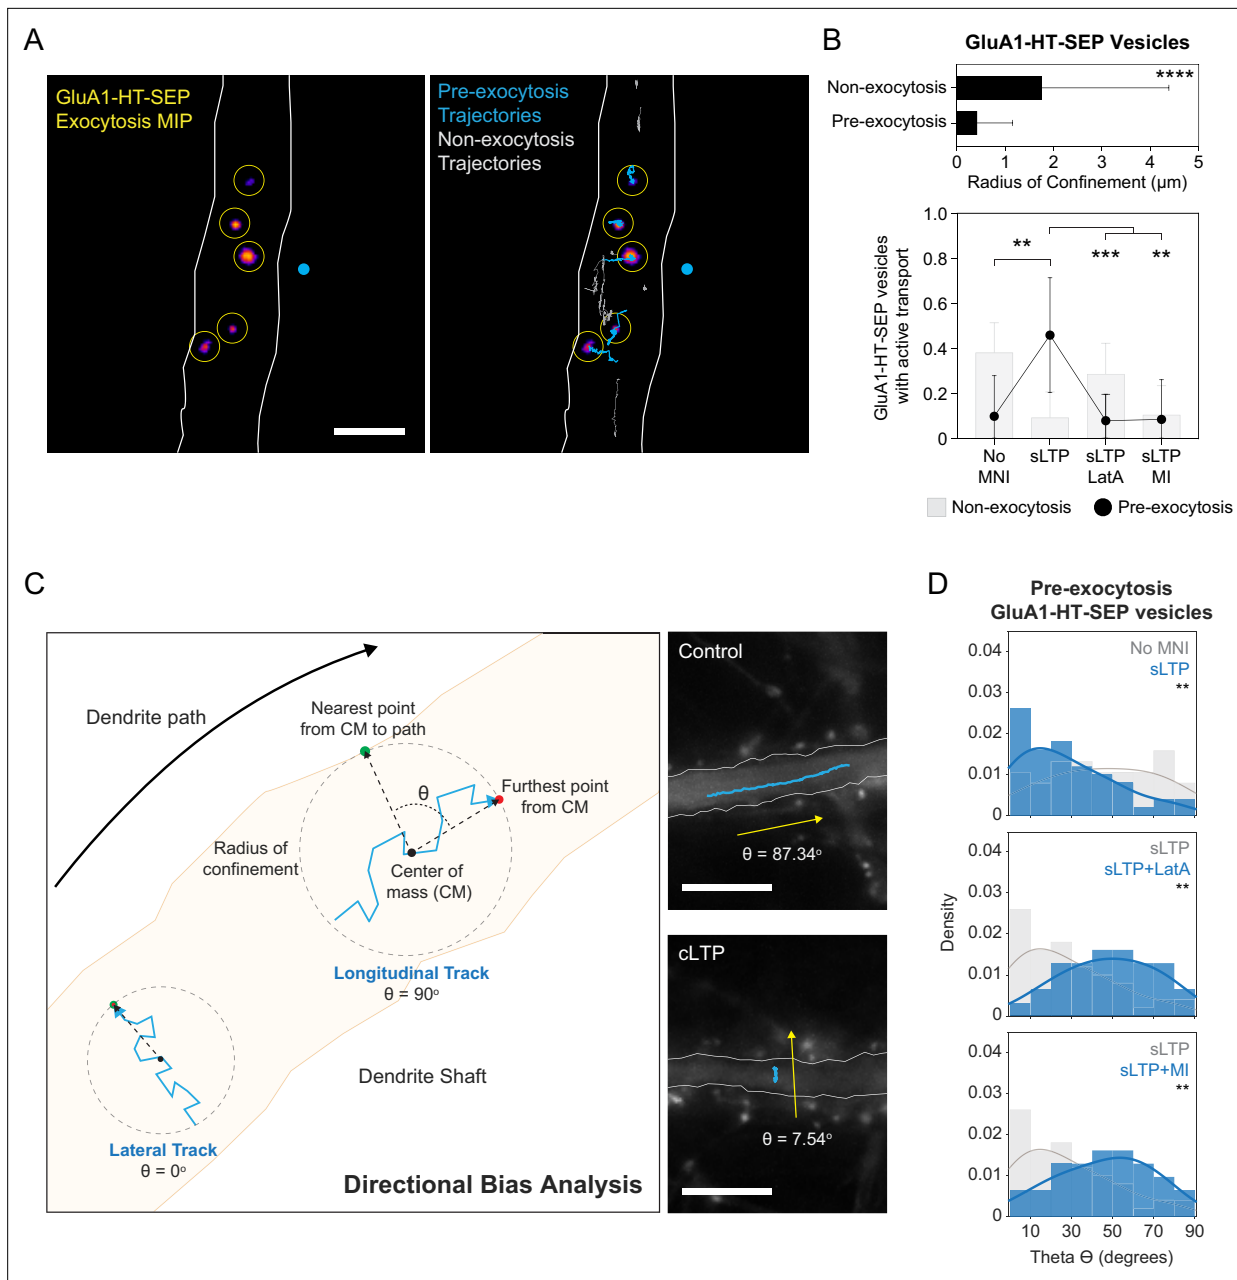 A
GluA1-HT-SEP
Exocytosis MIP
Pre-exocytosis
Trajectories
Non-exocytosis
Trajectories
B
GluA1-HT-SEP Vesicles
Non-exocytosis
Pre-exocytosis
****
0 1 2 3 4 5
Radius of Confinement (µm)
GluA1-HT-SEP vesicles
with active transport
1.0
0.8
0.6
0.4
0.2
0
**
***
**
No
MNI
sLTP
sLTP
LatA
sLTP
MI
Non-exocytosis
Pre-exocytosis
C
Dendrite path
Nearest point
from CM to path
θ
Furthest point
from CM
Radius of
confinement
Center of
mass (CM)
Longitudinal Track
θ = 90º
Dendrite Shaft
Lateral Track
θ = 0º
Directional Bias Analysis
Control
θ = 87.34º
cLTP
θ = 7.54º
D
Pre-exocytosis
GluA1-HT-SEP vesicles
Density
0.04
0.03
0.02
0.01
0
No MNI
sLTP
**
0.04
0.03
0.02
0.01
0
sLTP
sLTP+LatA
**
0.04
0.03
0.02
0.01
0
sLTP
sLTP+MI
**
10 30 50 70 90
Theta Ɵ (degrees)